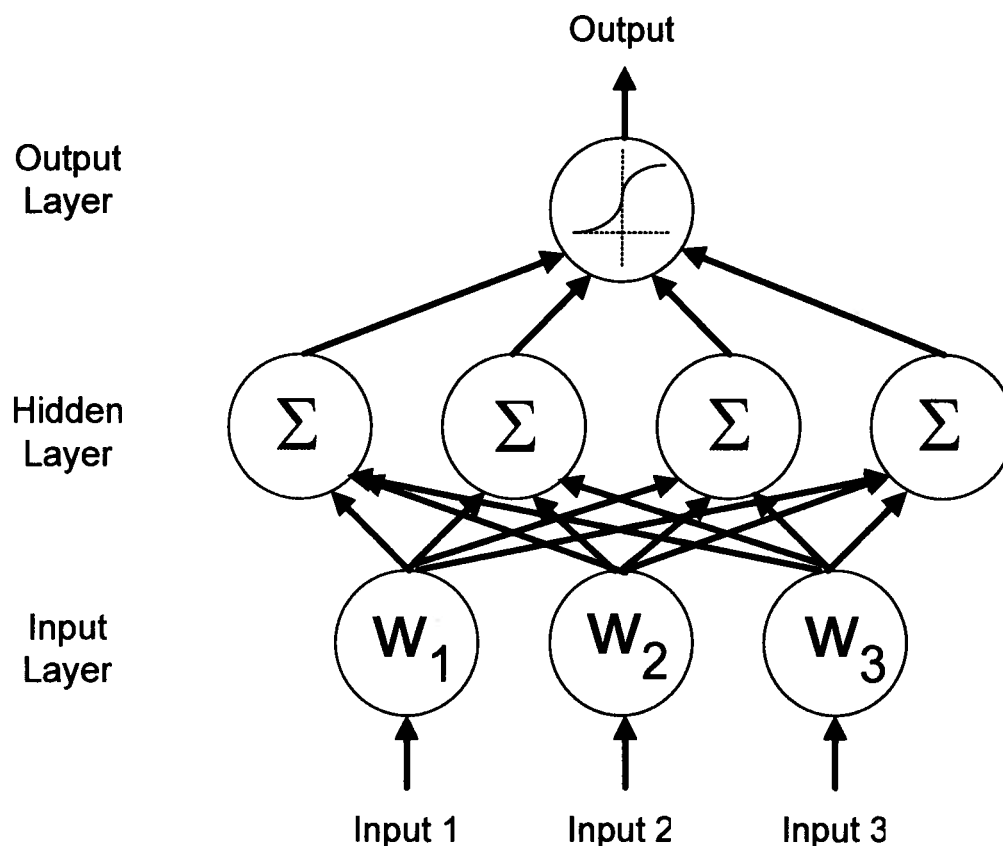 Output
Output
Layer
Hidden
Layer
Σ Σ Σ Σ
Input
Layer
W1 W2 W3
Input 1 Input 2 Input 3